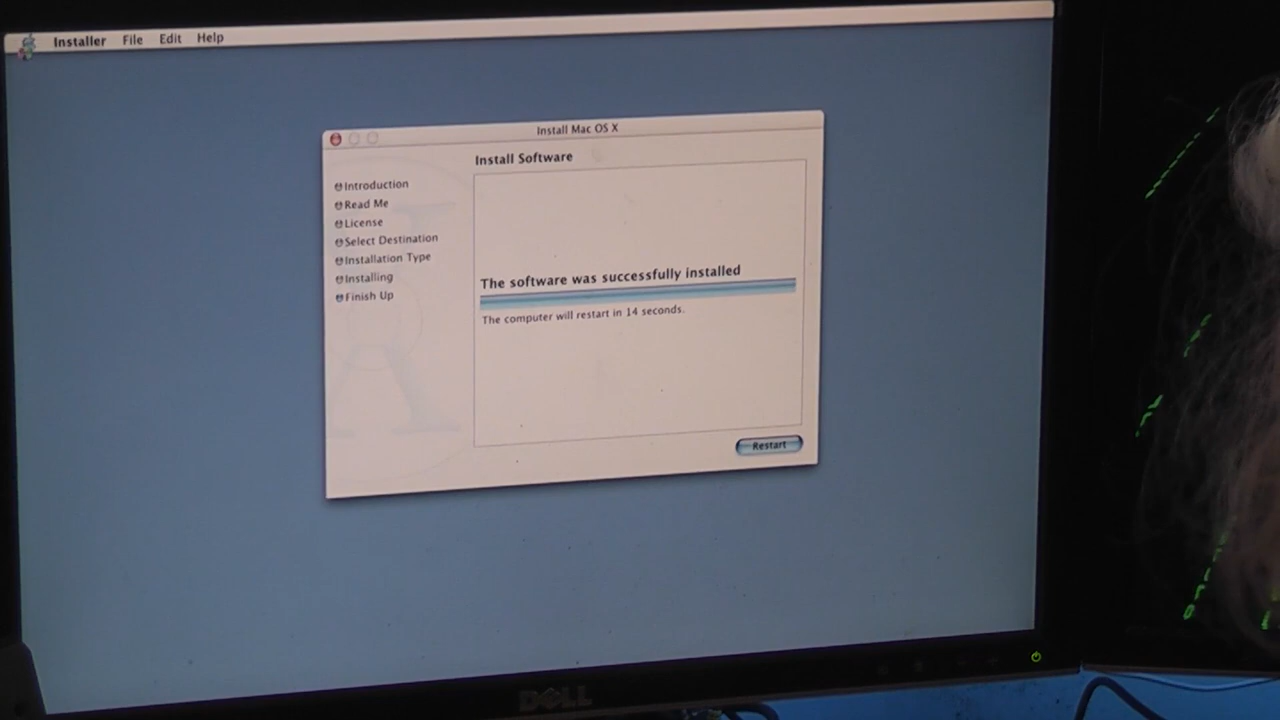 Installer File Edit Help
Install Mac OS X
Install Software
Introduction
Read Me
License
Select Destination
Installation Type
Installing
Finish Up
The software was successfully installed
The computer will restart in 14 seconds.
Restart
DELL